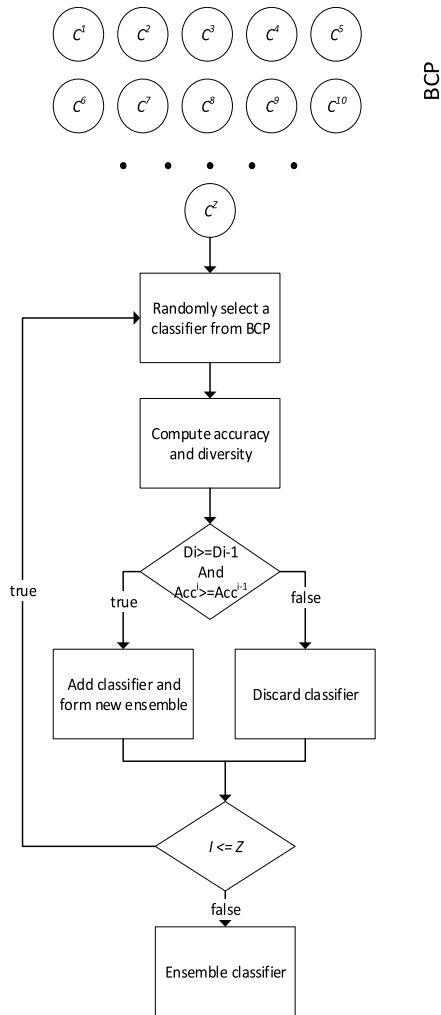 C¹ C² C³ C⁴ C⁵
BCP
C⁶ C⁷ C⁸ C⁹ C¹⁰
Cᶻ
Randomly select a
classifier from BCP
Compute accuracy
and diversity
Di>=Di-1
And
Accⁱ>=Accⁱ⁻¹
true
true
false
Add classifier and
form new ensemble
Discard classifier
I <= Z
false
Ensemble classifier